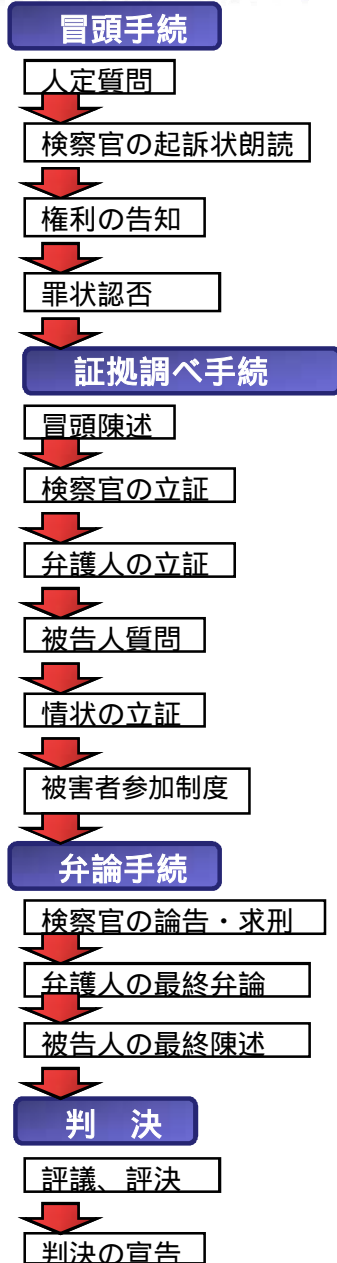 冒頭手続
人定質問
検察官の起訴状朗読
権利の告知
罪状認否
証拠調べ手続
冒頭陳述
検察官の立証
弁護人の立証
被告人質問
情状の立証
被害者参加制度
弁論手続
検察官の論告・求刑
弁護人の最終弁論
被告人の最終陳述
判　決
評議、評決
判決の宣告